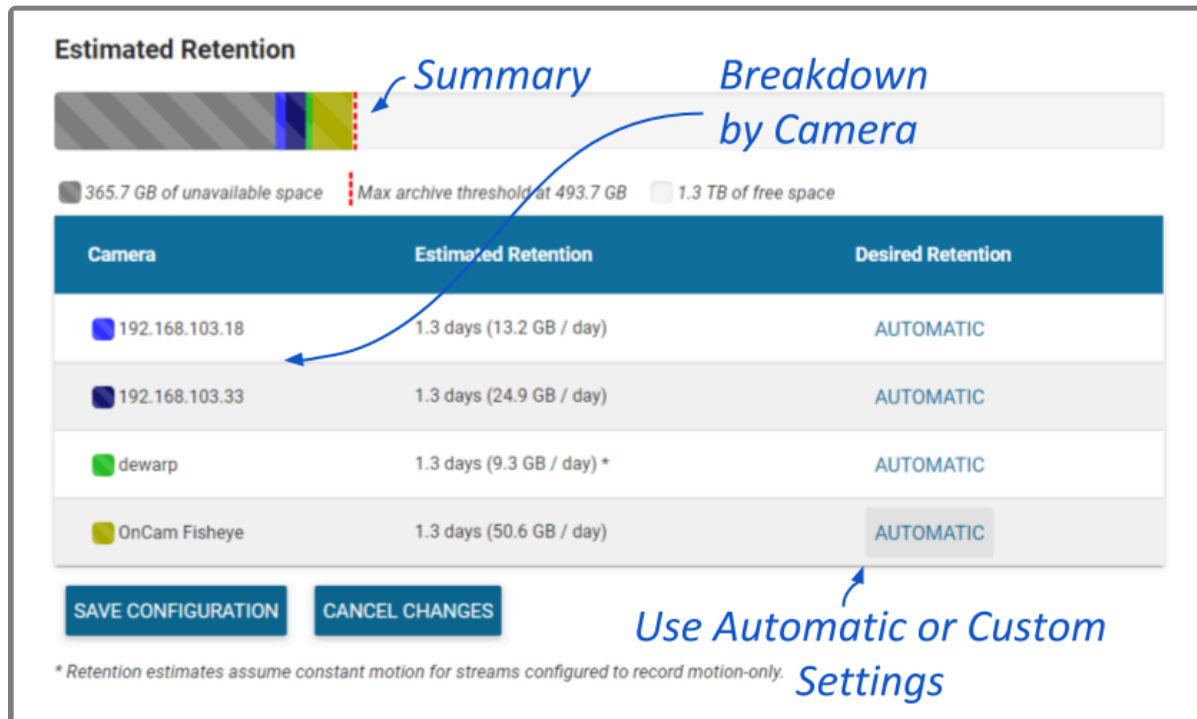 Estimated Retention
Summary
Breakdown
by Camera
365.7 GB of unavailable space Max archive threshold at 493.7 GB 1.3 TB of free space
Camera Estimated Retention Desired Retention
192.168.103.18 1.3 days (13.2 GB / day) AUTOMATIC
192.168.103.33 1.3 days (24.9 GB / day) AUTOMATIC
dewarp 1.3 days (9.3 GB / day) * AUTOMATIC
OnCam Fisheye 1.3 days (50.6 GB / day) AUTOMATIC
SAVE CONFIGURATION CANCEL CHANGES
Use Automatic or Custom
Settings
* Retention estimates assume constant motion for streams configured to record motion-only.